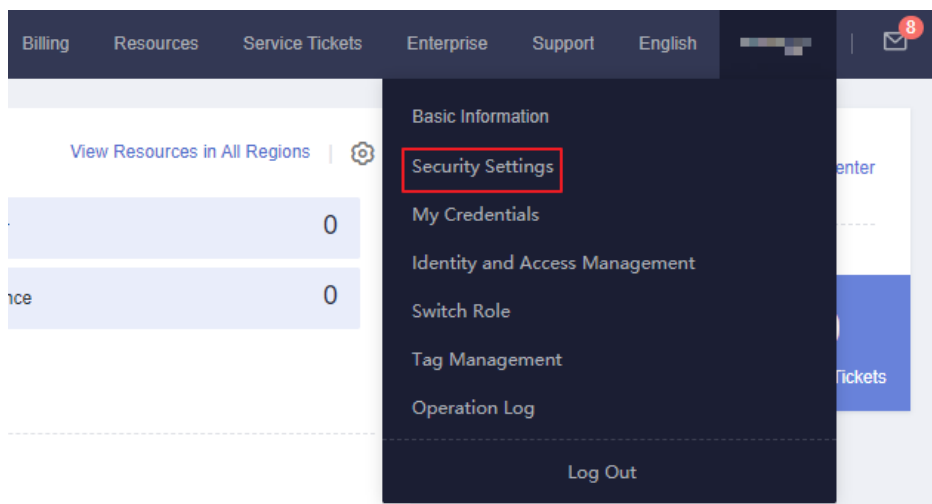 Billing Resources Service Tickets Enterprise Support English 8
Basic Information
View Resources in All Regions
Security Settings
enter
My Credentials
0
Identity and Access Management
nce 0
Switch Role
Tag Management
Tickets
Operation Log
Log Out